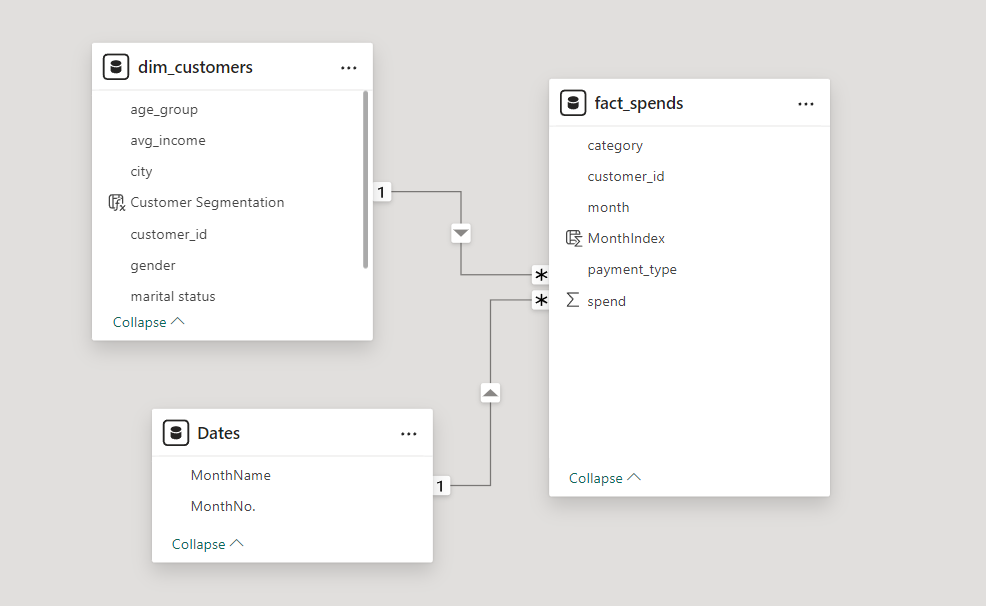 dim_customers
...
age_group
avg_income
city
Customer Segmentation
customer_id
gender
marital status
Collapse
1
*
fact_spends
...
category
customer_id
month
MonthIndex
payment_type
Σ spend
Collapse
*
1
Dates
...
MonthName
MonthNo.
Collapse